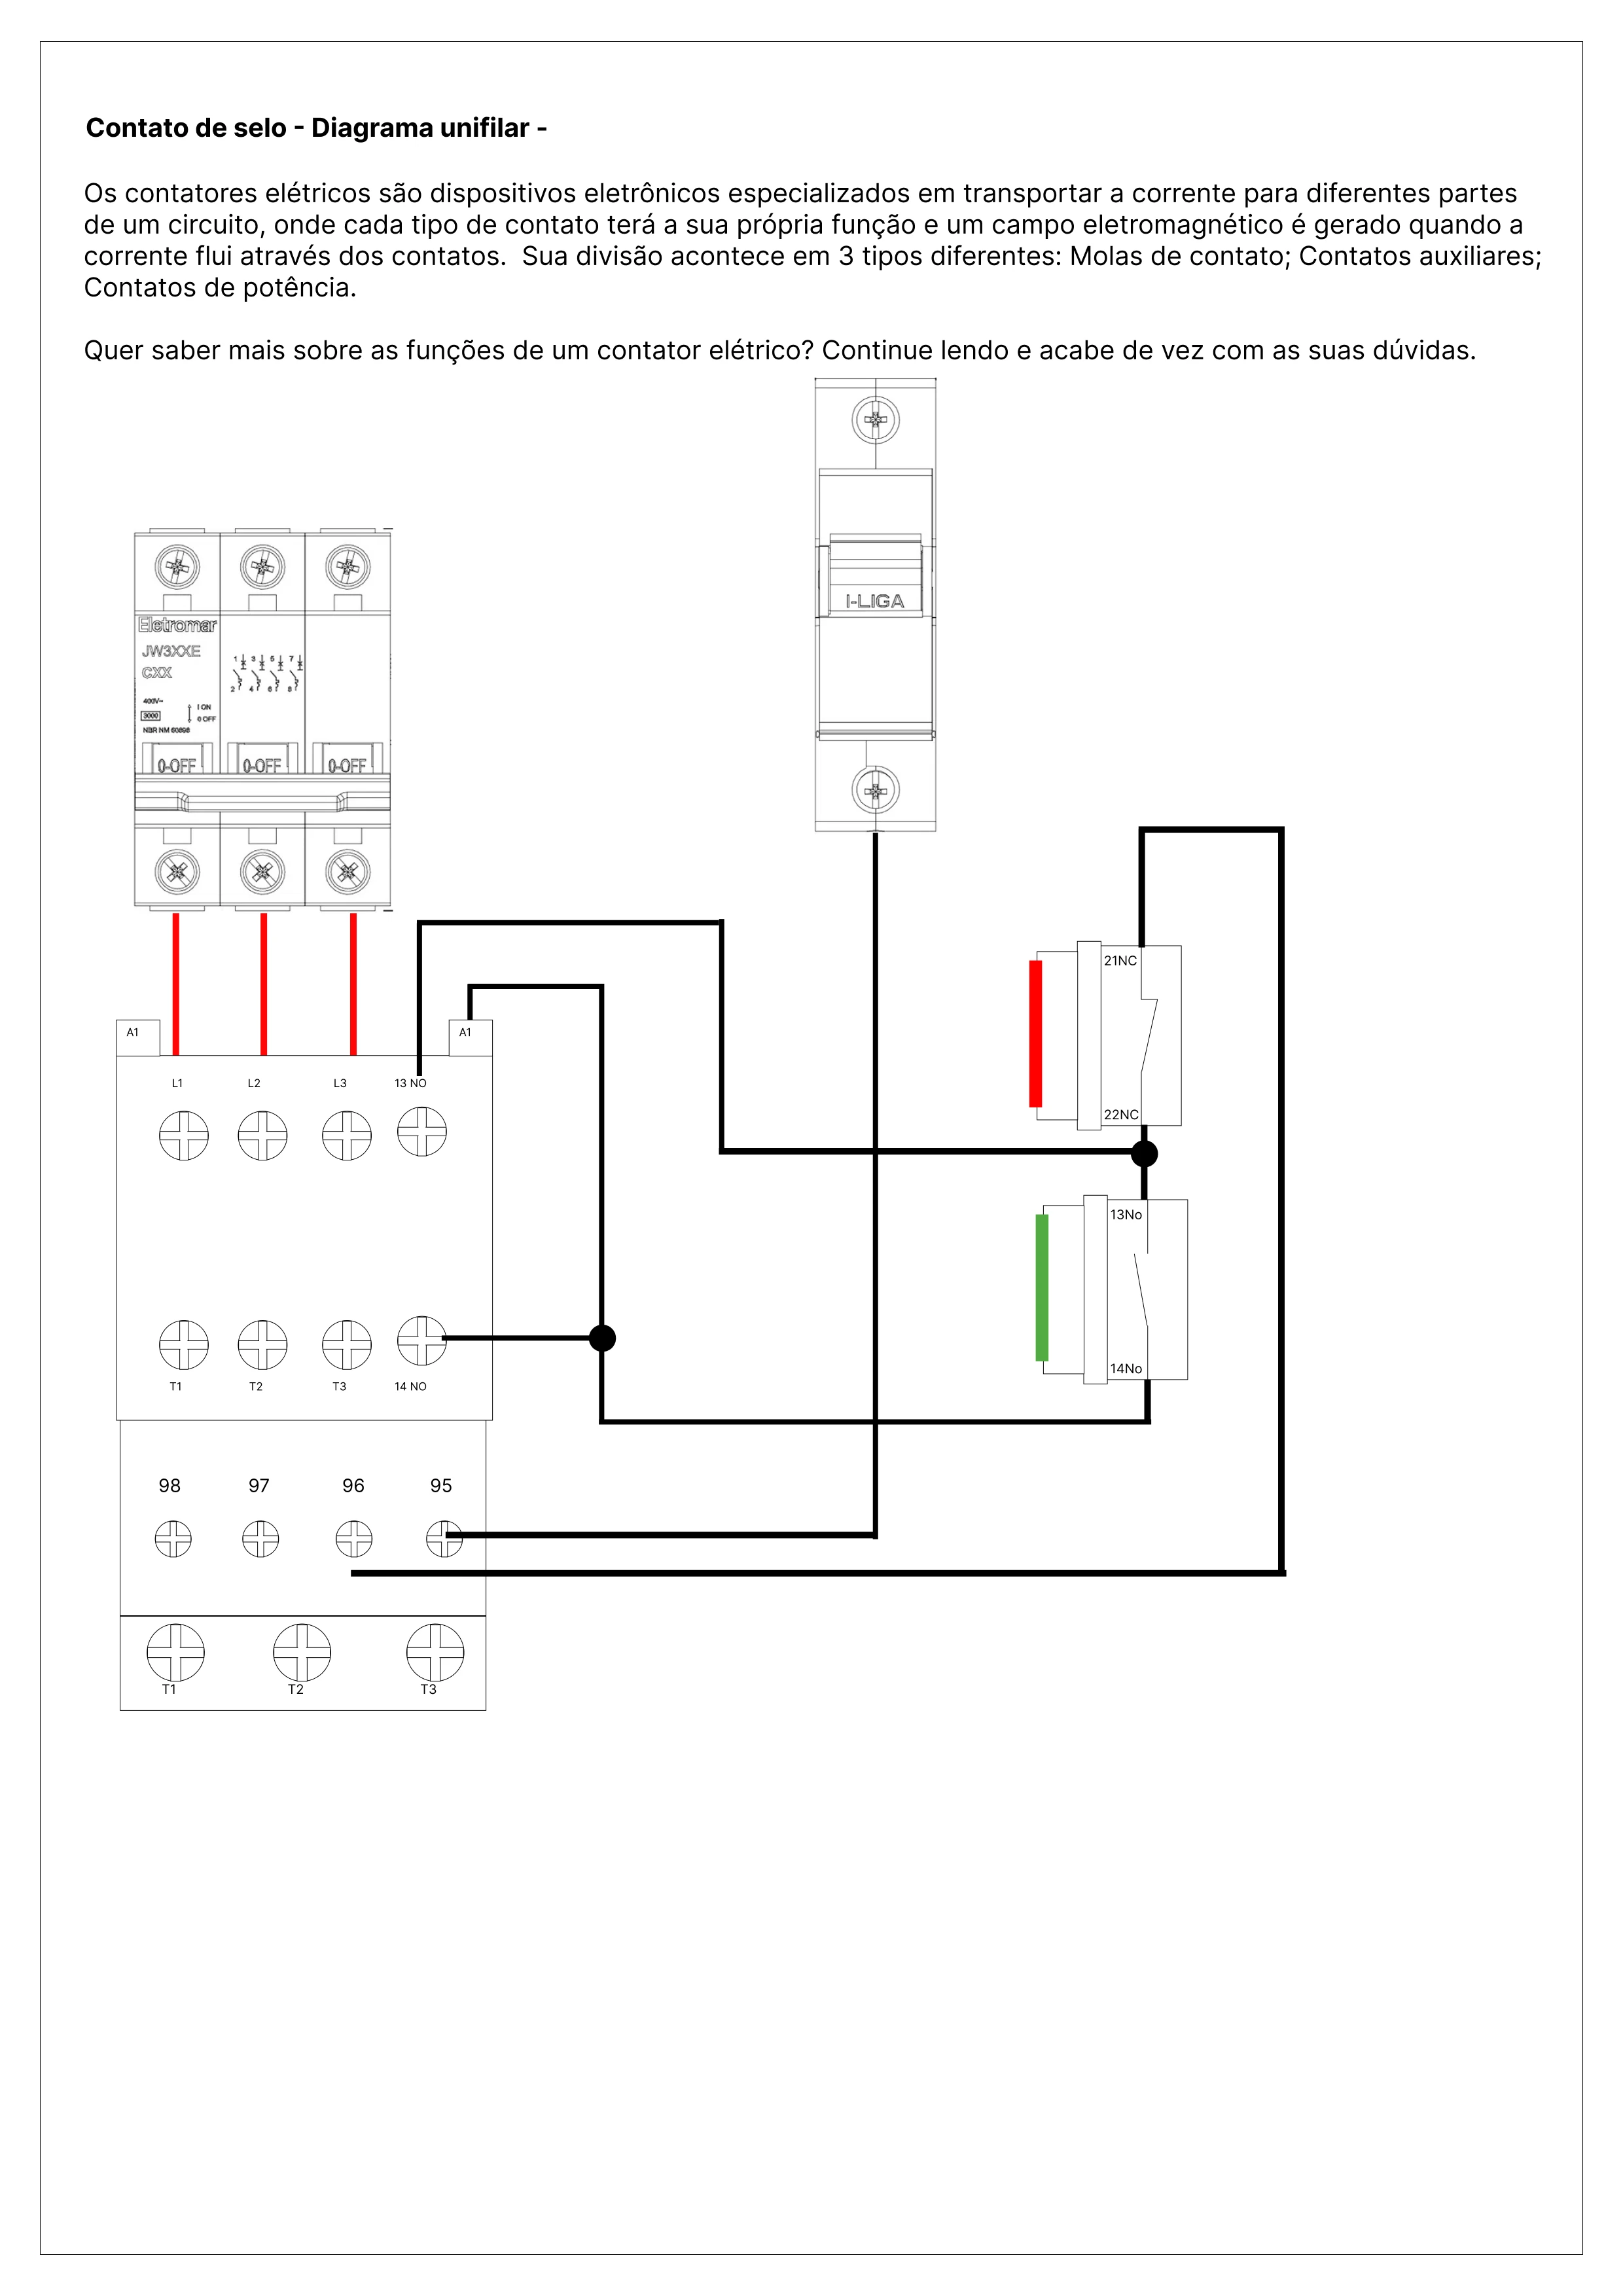 Contato de selo - Diagrama unifilar -
Os contatores elétricos são dispositivos eletrônicos especializados em transportar a corrente para diferentes partes
de um circuito, onde cada tipo de contato terá a sua própria função e um campo eletromagnético é gerado quando a
corrente flui através dos contatos.  Sua divisão acontece em 3 tipos diferentes: Molas de contato; Contatos auxiliares;
Contatos de potência.
Quer saber mais sobre as funções de um contator elétrico? Continue lendo e acabe de vez com as suas dúvidas.
I-LIGA
Eletromar
JW3XXE
CXX
1 3 5 7
2 4 6 8
400V~
3000
I ON
0 OFF
NBR NM 60898
0-OFF 0-OFF 0-OFF
21NC
22NC
A1 A1
L1 L2 L3 13 NO
13No
14No
T1 T2 T3 14 NO
98 97 96 95
T1 T2 T3